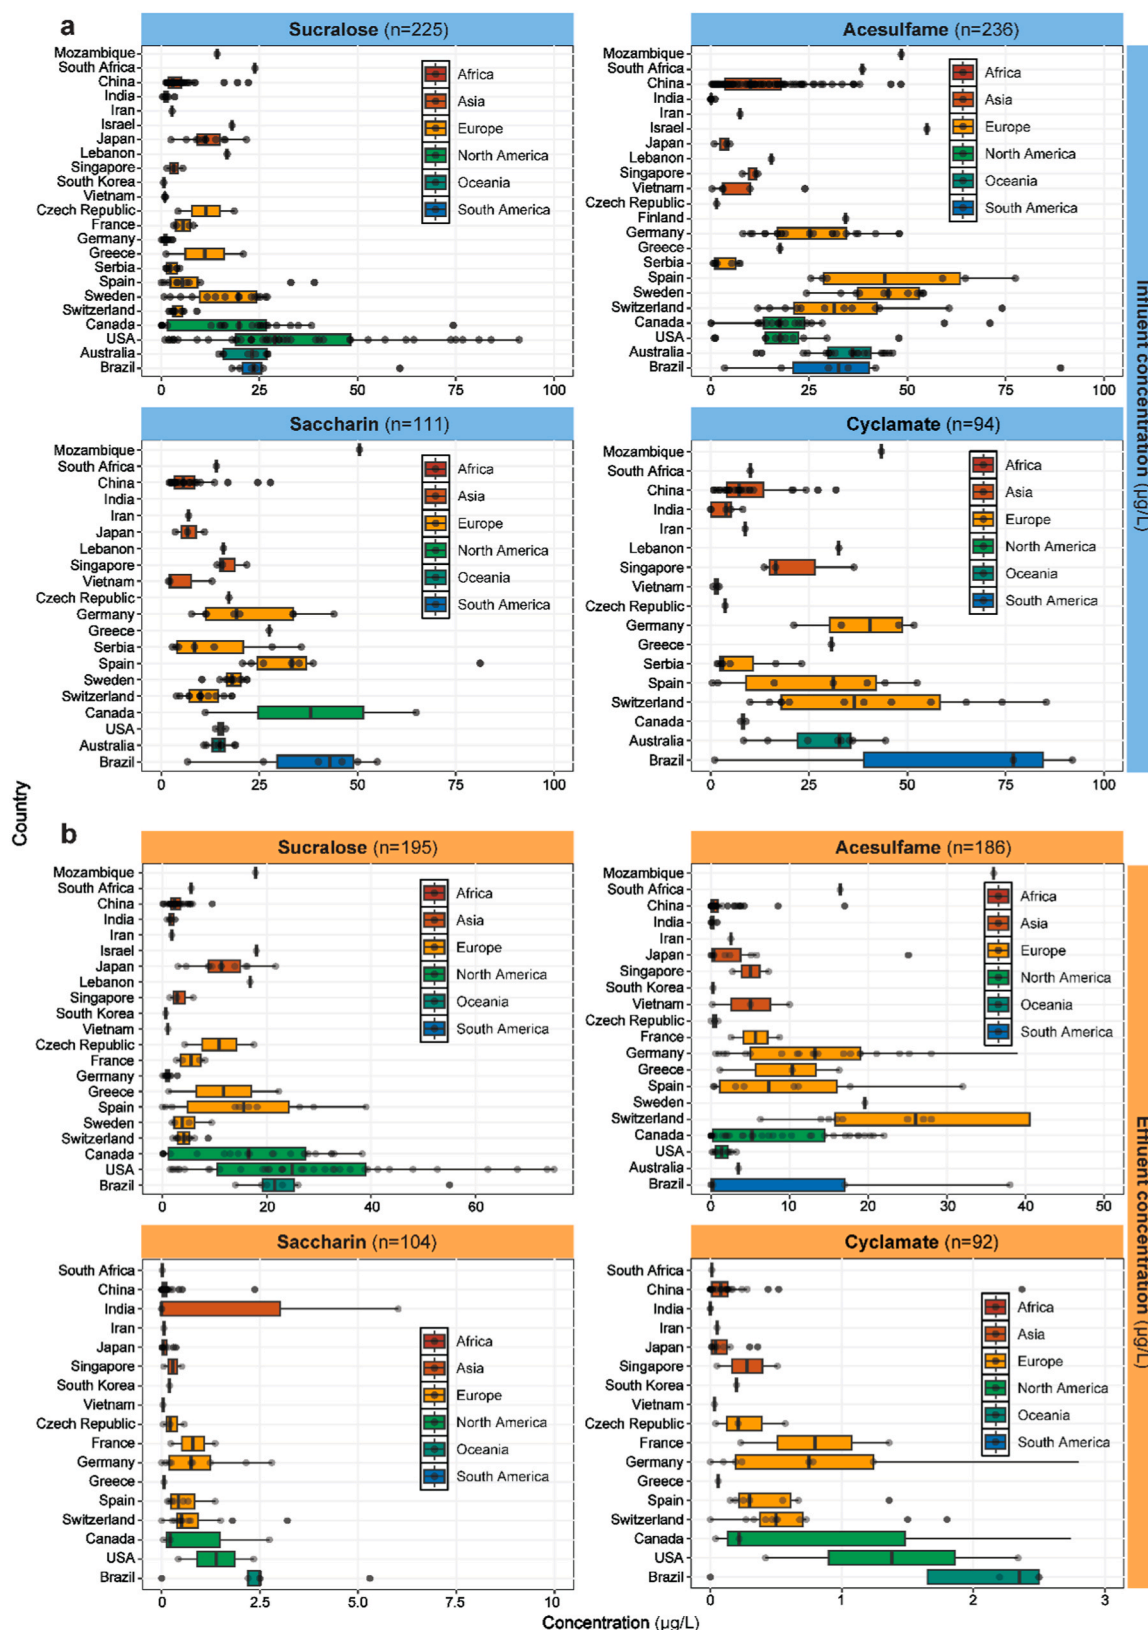 a
Sucralose (n=225)
Mozambique
South Africa
China
India
Iran
Israel
Japan
Lebanon
Singapore
South Korea
Vietnam
Czech Republic
France
Germany
Greece
Serbia
Spain
Sweden
Switzerland
Canada
USA
Australia
Brazil
Africa
Asia
Europe
North America
Oceania
South America
0 25 50 75 100
Acesulfame (n=236)
Mozambique
South Africa
China
India
Iran
Israel
Japan
Lebanon
Singapore
Vietnam
Czech Republic
Finland
Germany
Greece
Serbia
Spain
Sweden
Switzerland
Canada
USA
Australia
Brazil
Africa
Asia
Europe
North America
Oceania
South America
0 25 50 75 100
Saccharin (n=111)
Mozambique
South Africa
China
India
Iran
Japan
Lebanon
Singapore
Vietnam
Czech Republic
Germany
Greece
Serbia
Spain
Sweden
Switzerland
Canada
USA
Australia
Brazil
Africa
Asia
Europe
North America
Oceania
South America
0 25 50 75 100
Cyclamate (n=94)
Mozambique
South Africa
China
India
Iran
Lebanon
Singapore
Vietnam
Czech Republic
Germany
Greece
Serbia
Spain
Switzerland
Canada
Australia
Brazil
Africa
Asia
Europe
North America
Oceania
South America
0 25 50 75 100
Influent concentration (µg/L)
Country
b
Sucralose (n=195)
Mozambique
South Africa
China
India
Iran
Israel
Japan
Lebanon
Singapore
South Korea
Vietnam
Czech Republic
France
Germany
Greece
Spain
Sweden
Switzerland
Canada
USA
Brazil
Africa
Asia
Europe
North America
Oceania
South America
0 20 40 60
Acesulfame (n=186)
Mozambique
South Africa
China
India
Iran
Japan
Singapore
South Korea
Vietnam
Czech Republic
France
Germany
Greece
Spain
Sweden
Switzerland
Canada
USA
Australia
Brazil
Africa
Asia
Europe
North America
Oceania
South America
0 10 20 30 40 50
Saccharin (n=104)
South Africa
China
India
Iran
Japan
Singapore
South Korea
Vietnam
Czech Republic
France
Germany
Greece
Spain
Switzerland
Canada
USA
Brazil
Africa
Asia
Europe
North America
Oceania
South America
0 2.5 5 7.5 10
Cyclamate (n=92)
South Africa
China
India
Iran
Japan
Singapore
South Korea
Vietnam
Czech Republic
France
Germany
Greece
Spain
Switzerland
Canada
USA
Brazil
Africa
Asia
Europe
North America
Oceania
South America
0 1 2 3
Effluent concentration (µg/L)
Concentration (µg/L)